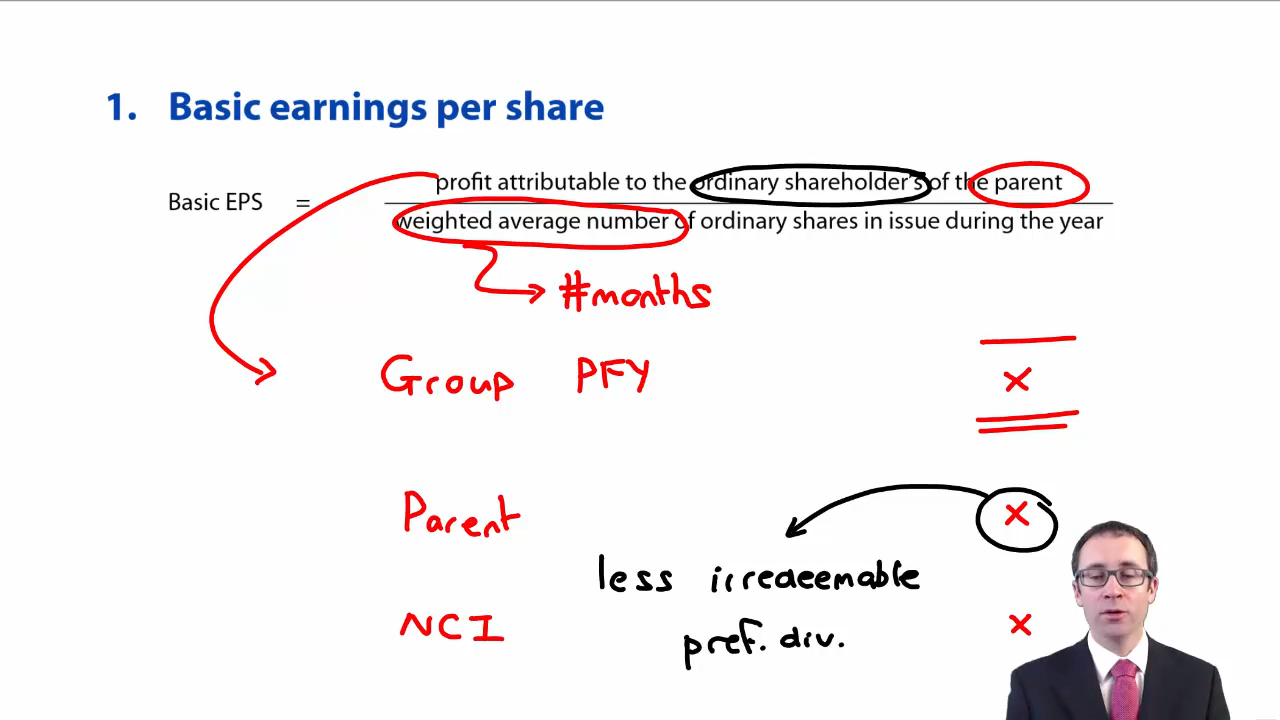 1. Basic earnings per share
profit attributable to the ordinary shareholder's of the parent
Basic EPS =
weighted average number of ordinary shares in issue during the year
#months
Group PFY x
Parent x
less irredeemable
NCI x
pref. div.